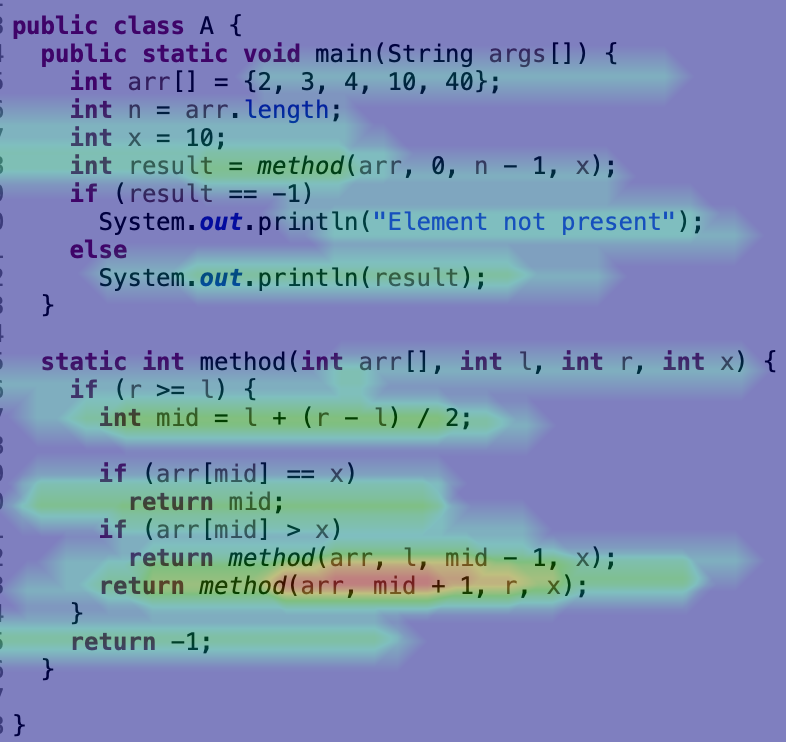 public class A {
public static void main(String args[]) {
int arr[] = {2, 3, 4, 10, 40};
int n = arr.length;
int x = 10;
int result = method(arr, 0, n - 1, x);
if (result == -1)
System.out.println("Element not present");
else
System.out.println(result);
}
static int method(int arr[], int l, int r, int x) {
if (r >= l) {
int mid = l + (r - l) / 2;
if (arr[mid] == x)
return mid;
if (arr[mid] > x)
return method(arr, l, mid - 1, x);
return method(arr, mid + 1, r, x);
}
return -1;
}
}